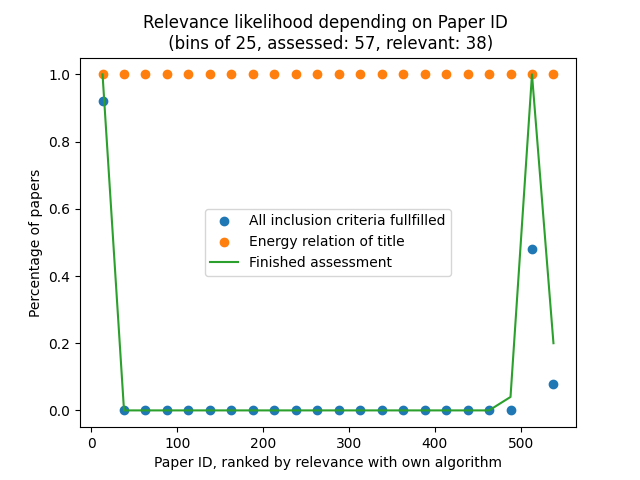 Relevance likelihood depending on Paper ID
(bins of 25, assessed: 57, relevant: 38)
Percentage of papers
1.0
0.8
0.6
0.4
0.2
0.0
All inclusion criteria fullfilled
Energy relation of title
Finished assessment
0 100 200 300 400 500
Paper ID, ranked by relevance with own algorithm